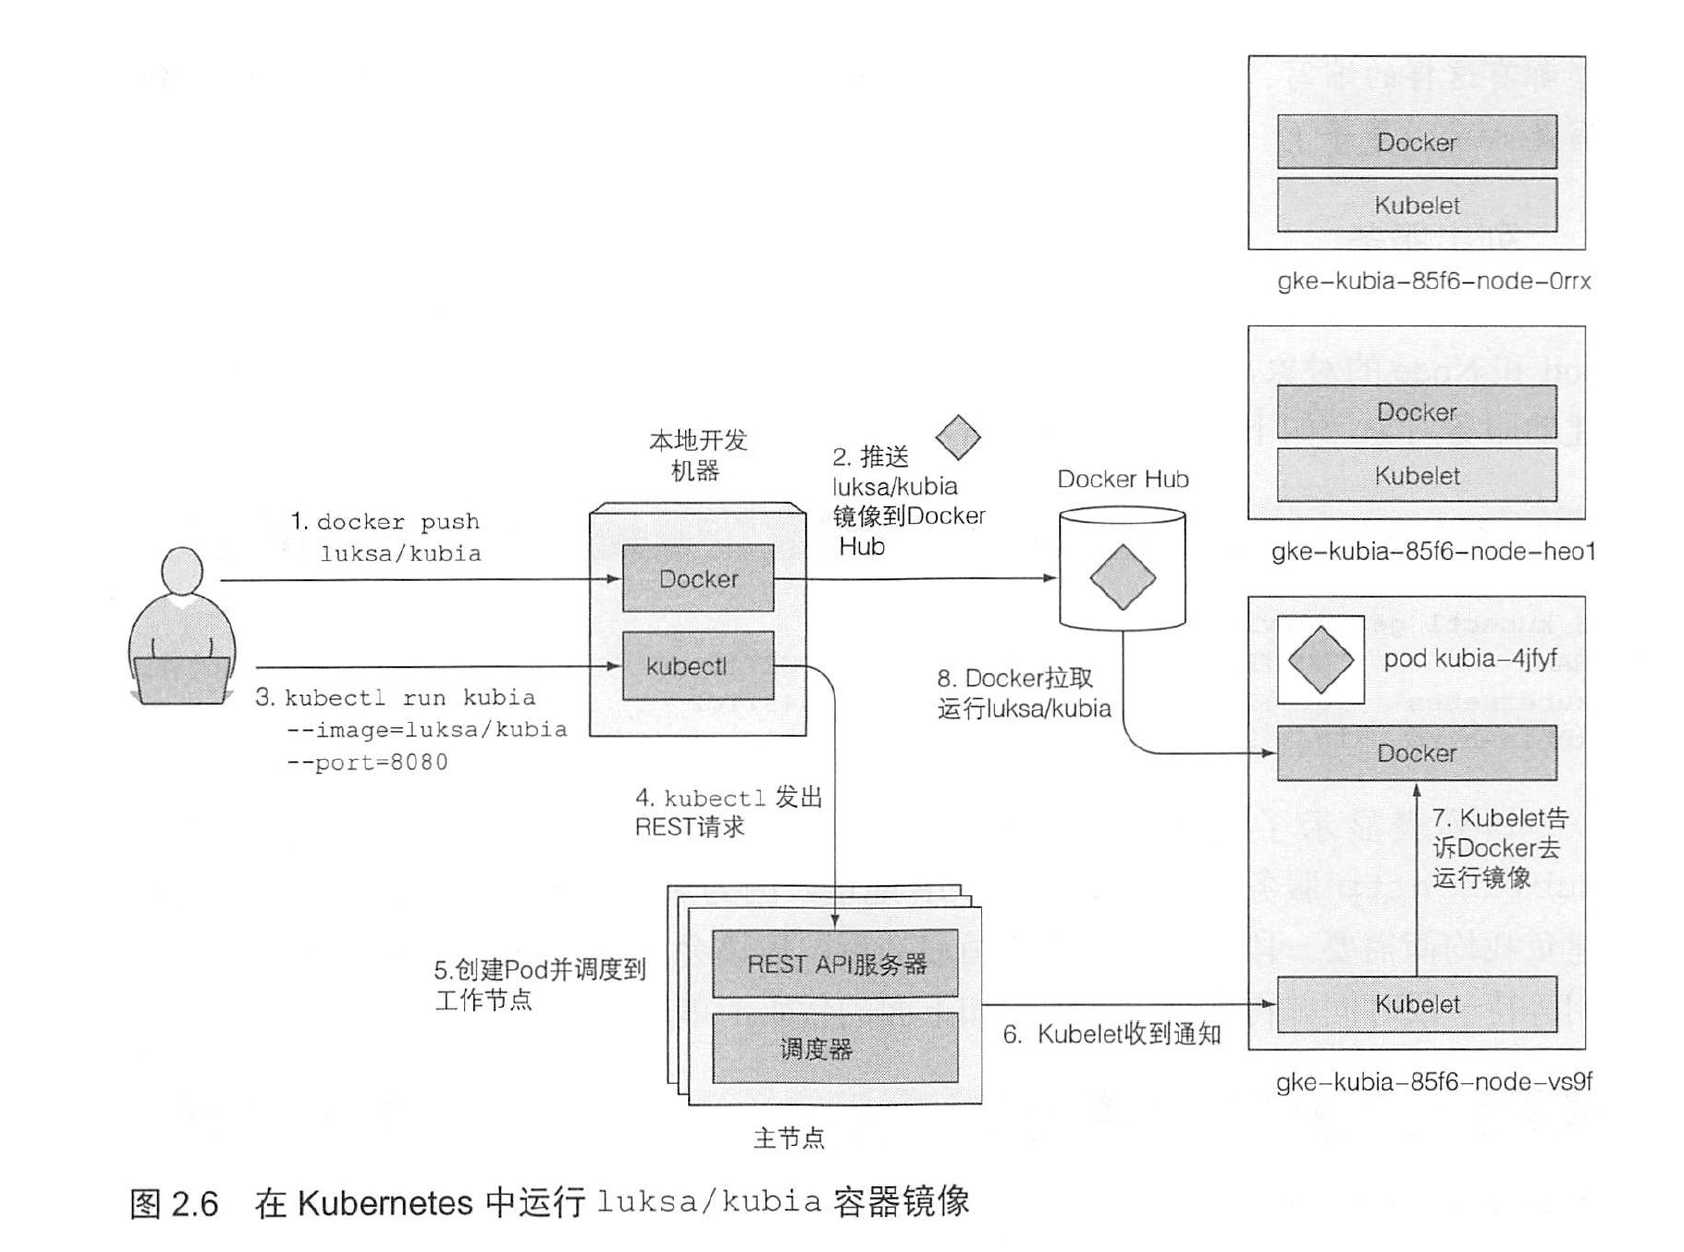 Docker
Kubelet
gke-kubia-85f6-node-0rrx
Docker
Kubelet
gke-kubia-85f6-node-heo1
本地开发
机器
1. docker push
luksa/kubia
Docker
kubectl
2. 推送
luksa/kubia
镜像到Docker
Hub
Docker Hub
3. kubectl run kubia
--image=luksa/kubia
--port=8080
4. kubectl 发出
REST请求
REST API服务器
调度器
主节点
5.创建Pod并调度到
工作节点
6. Kubelet收到通知
8. Docker拉取
运行luksa/kubia
pod kubia-4jfyf
Docker
7. Kubelet告
诉Docker去
运行镜像
Kubelet
gke-kubia-85f6-node-vs9f
图 2.6 在 Kubernetes 中运行 luksa/kubia 容器镜像